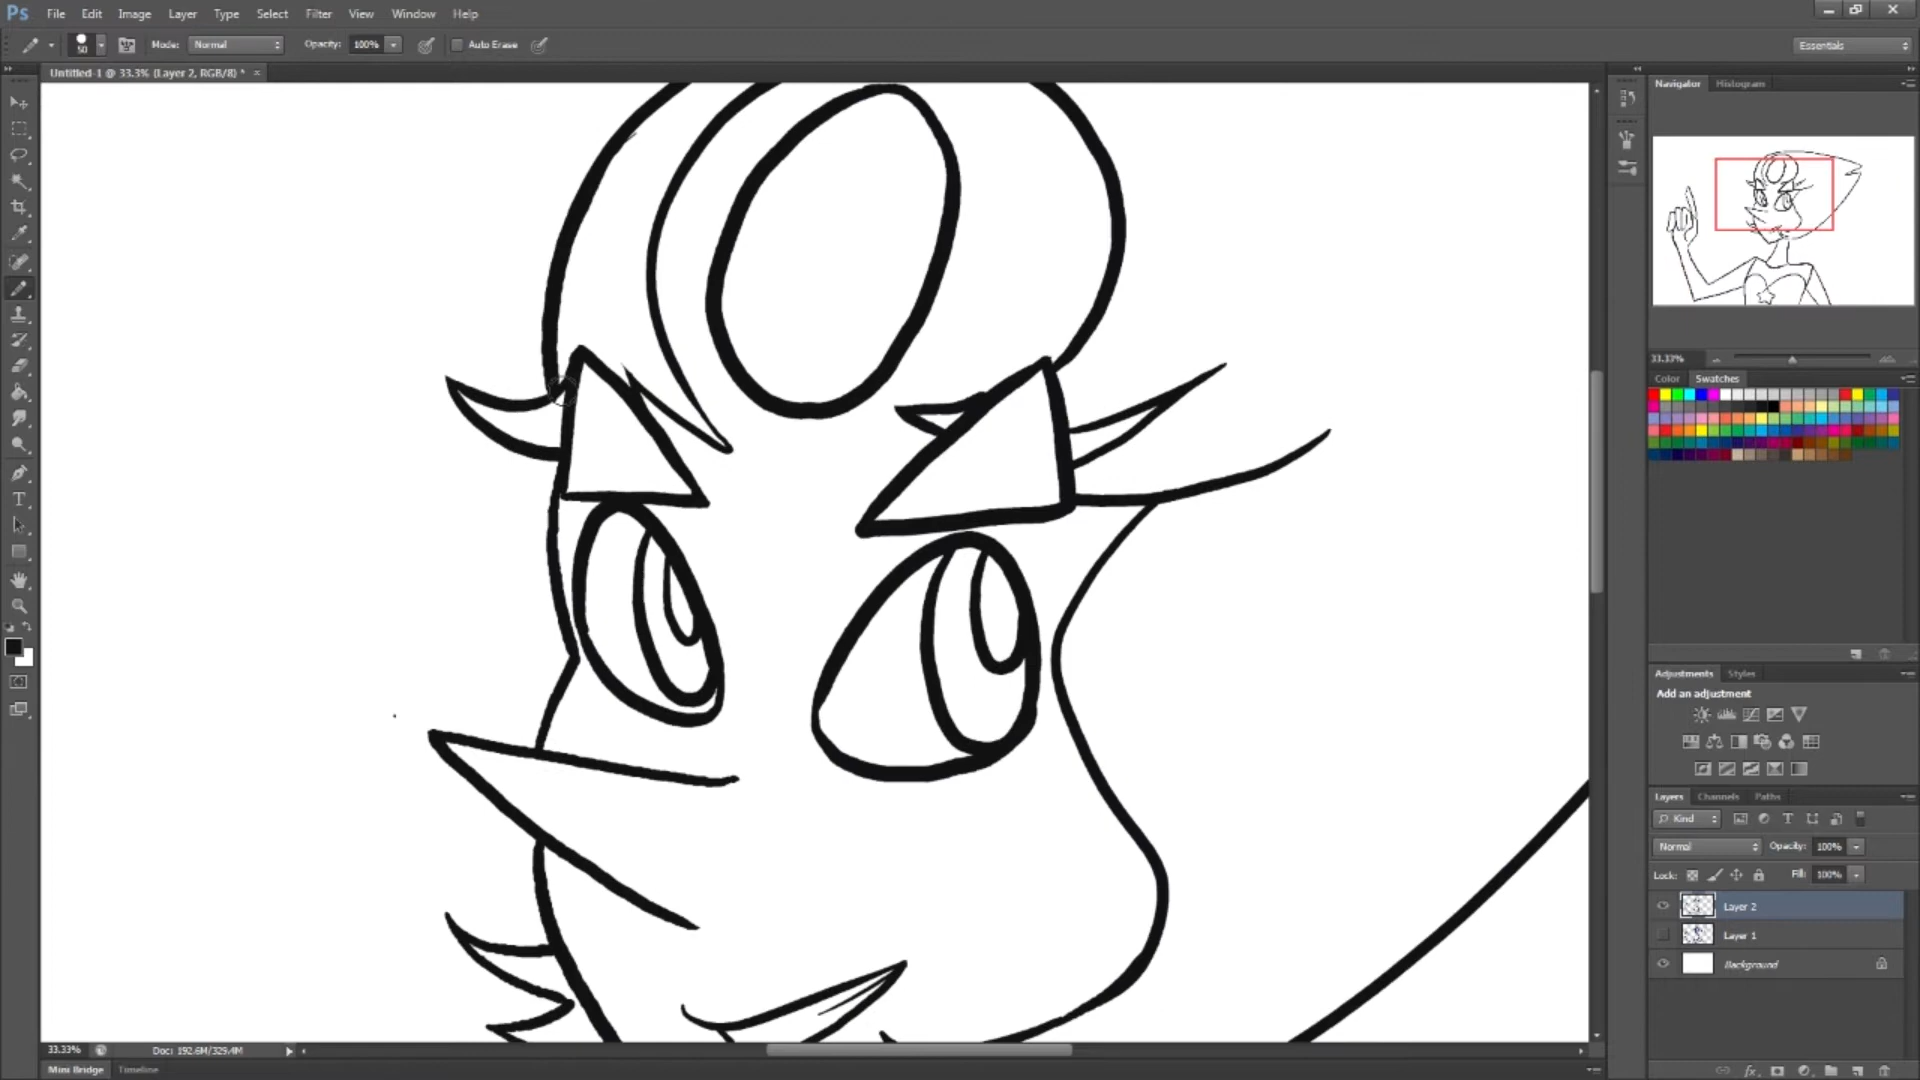 Ps File Edit Image Layer Type Select Filter 3D View Window Help
50 Mode: Normal Opacity: 100% Auto Erase Essentials
Untitled-1 @ 33.3% (Layer 2, RGB/8) * ×
Navigator Histogram
33.33%
Color Swatches
Adjustments Styles
Add an adjustment
Layers Channels Paths
Kind
Normal Opacity: 100%
Lock: Fill: 100%
Layer 2
Layer 1
Background
33.33% Doc: 192.6M/329.4M
Mini Bridge Timeline